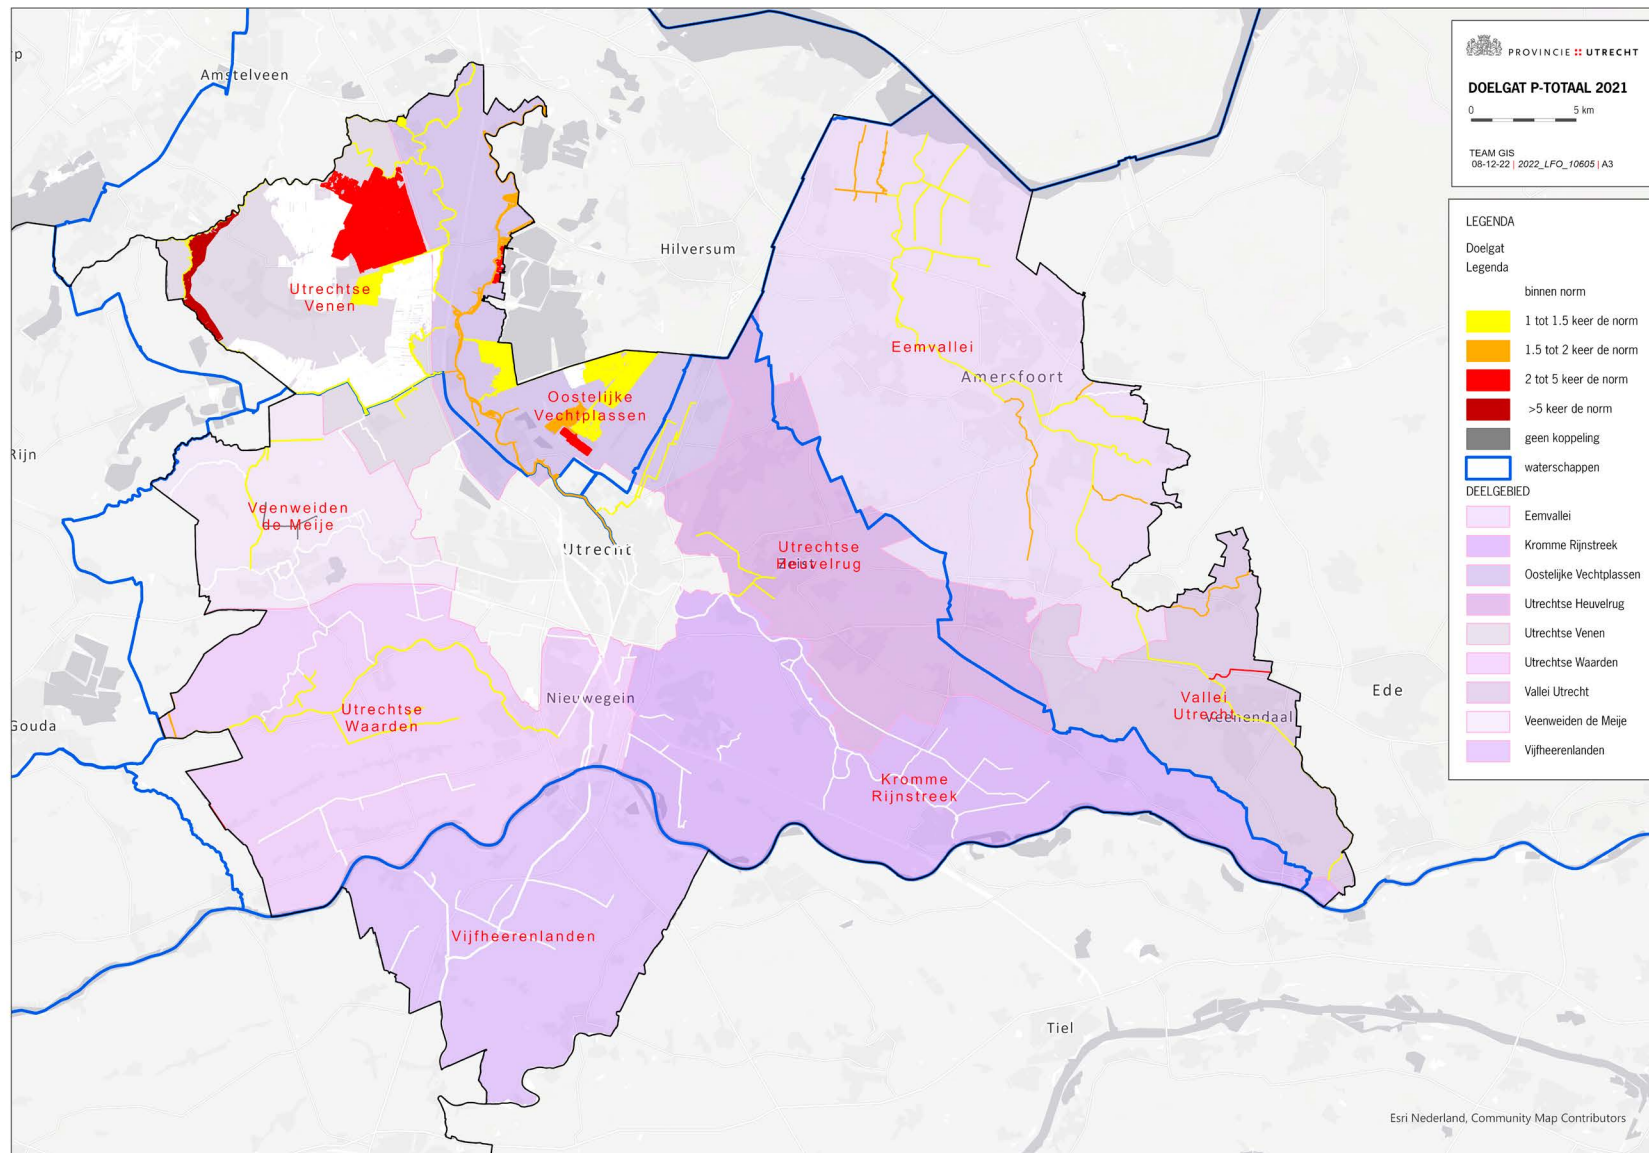 PROVINCIE :: UTRECHT
DOELGAT P-TOTAAL 2021
0 5 km
TEAM GIS
08-12-22 | 2022_LFO_10605 | A3
LEGENDA
Doelgat
Legenda
binnen norm
1 tot 1.5 keer de norm
1.5 tot 2 keer de norm
2 tot 5 keer de norm
>5 keer de norm
geen koppeling
waterschappen
DEELGEBIED
Eemvallei
Kromme Rijnstreek
Oostelijke Vechtplassen
Utrechtse Heuvelrug
Utrechtse Venen
Utrechtse Waarden
Vallei Utrecht
Veenweiden de Meije
Vijfheerenlanden
rp
Amstelveen
Hilversum
Utrechtse
Venen
Eemvallei
Amersfoort
Oostelijke
Vechtplassen
Rijn
Veenweiden
de Meije
Utrecht
Utrechtse
Heuvelrug
Zeist
Nieuwegein
Ede
Utrechtse
Waarden
Vallei
Utrecht
Veenendaal
Gouda
Kromme
Rijnstreek
Vijfheerenlanden
Tiel
Esri Nederland, Community Map Contributors